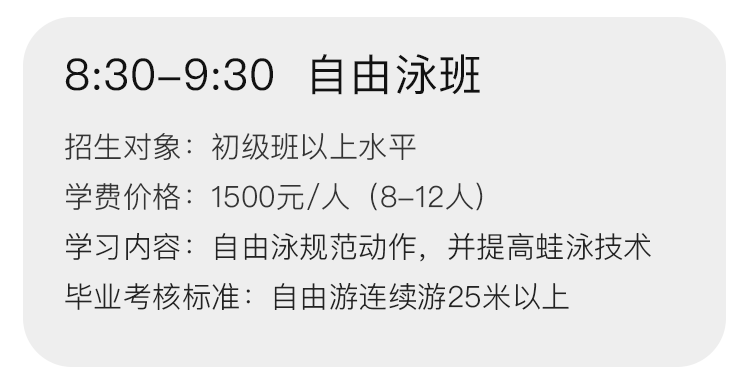 8:30–9:30 自由泳班
招生对象：初级班以上水平
学费价格：1500元/人（8–12人）
学习内容：自由泳规范动作，并提高蛙泳技术
毕业考核标准：自由游连续游25米以上